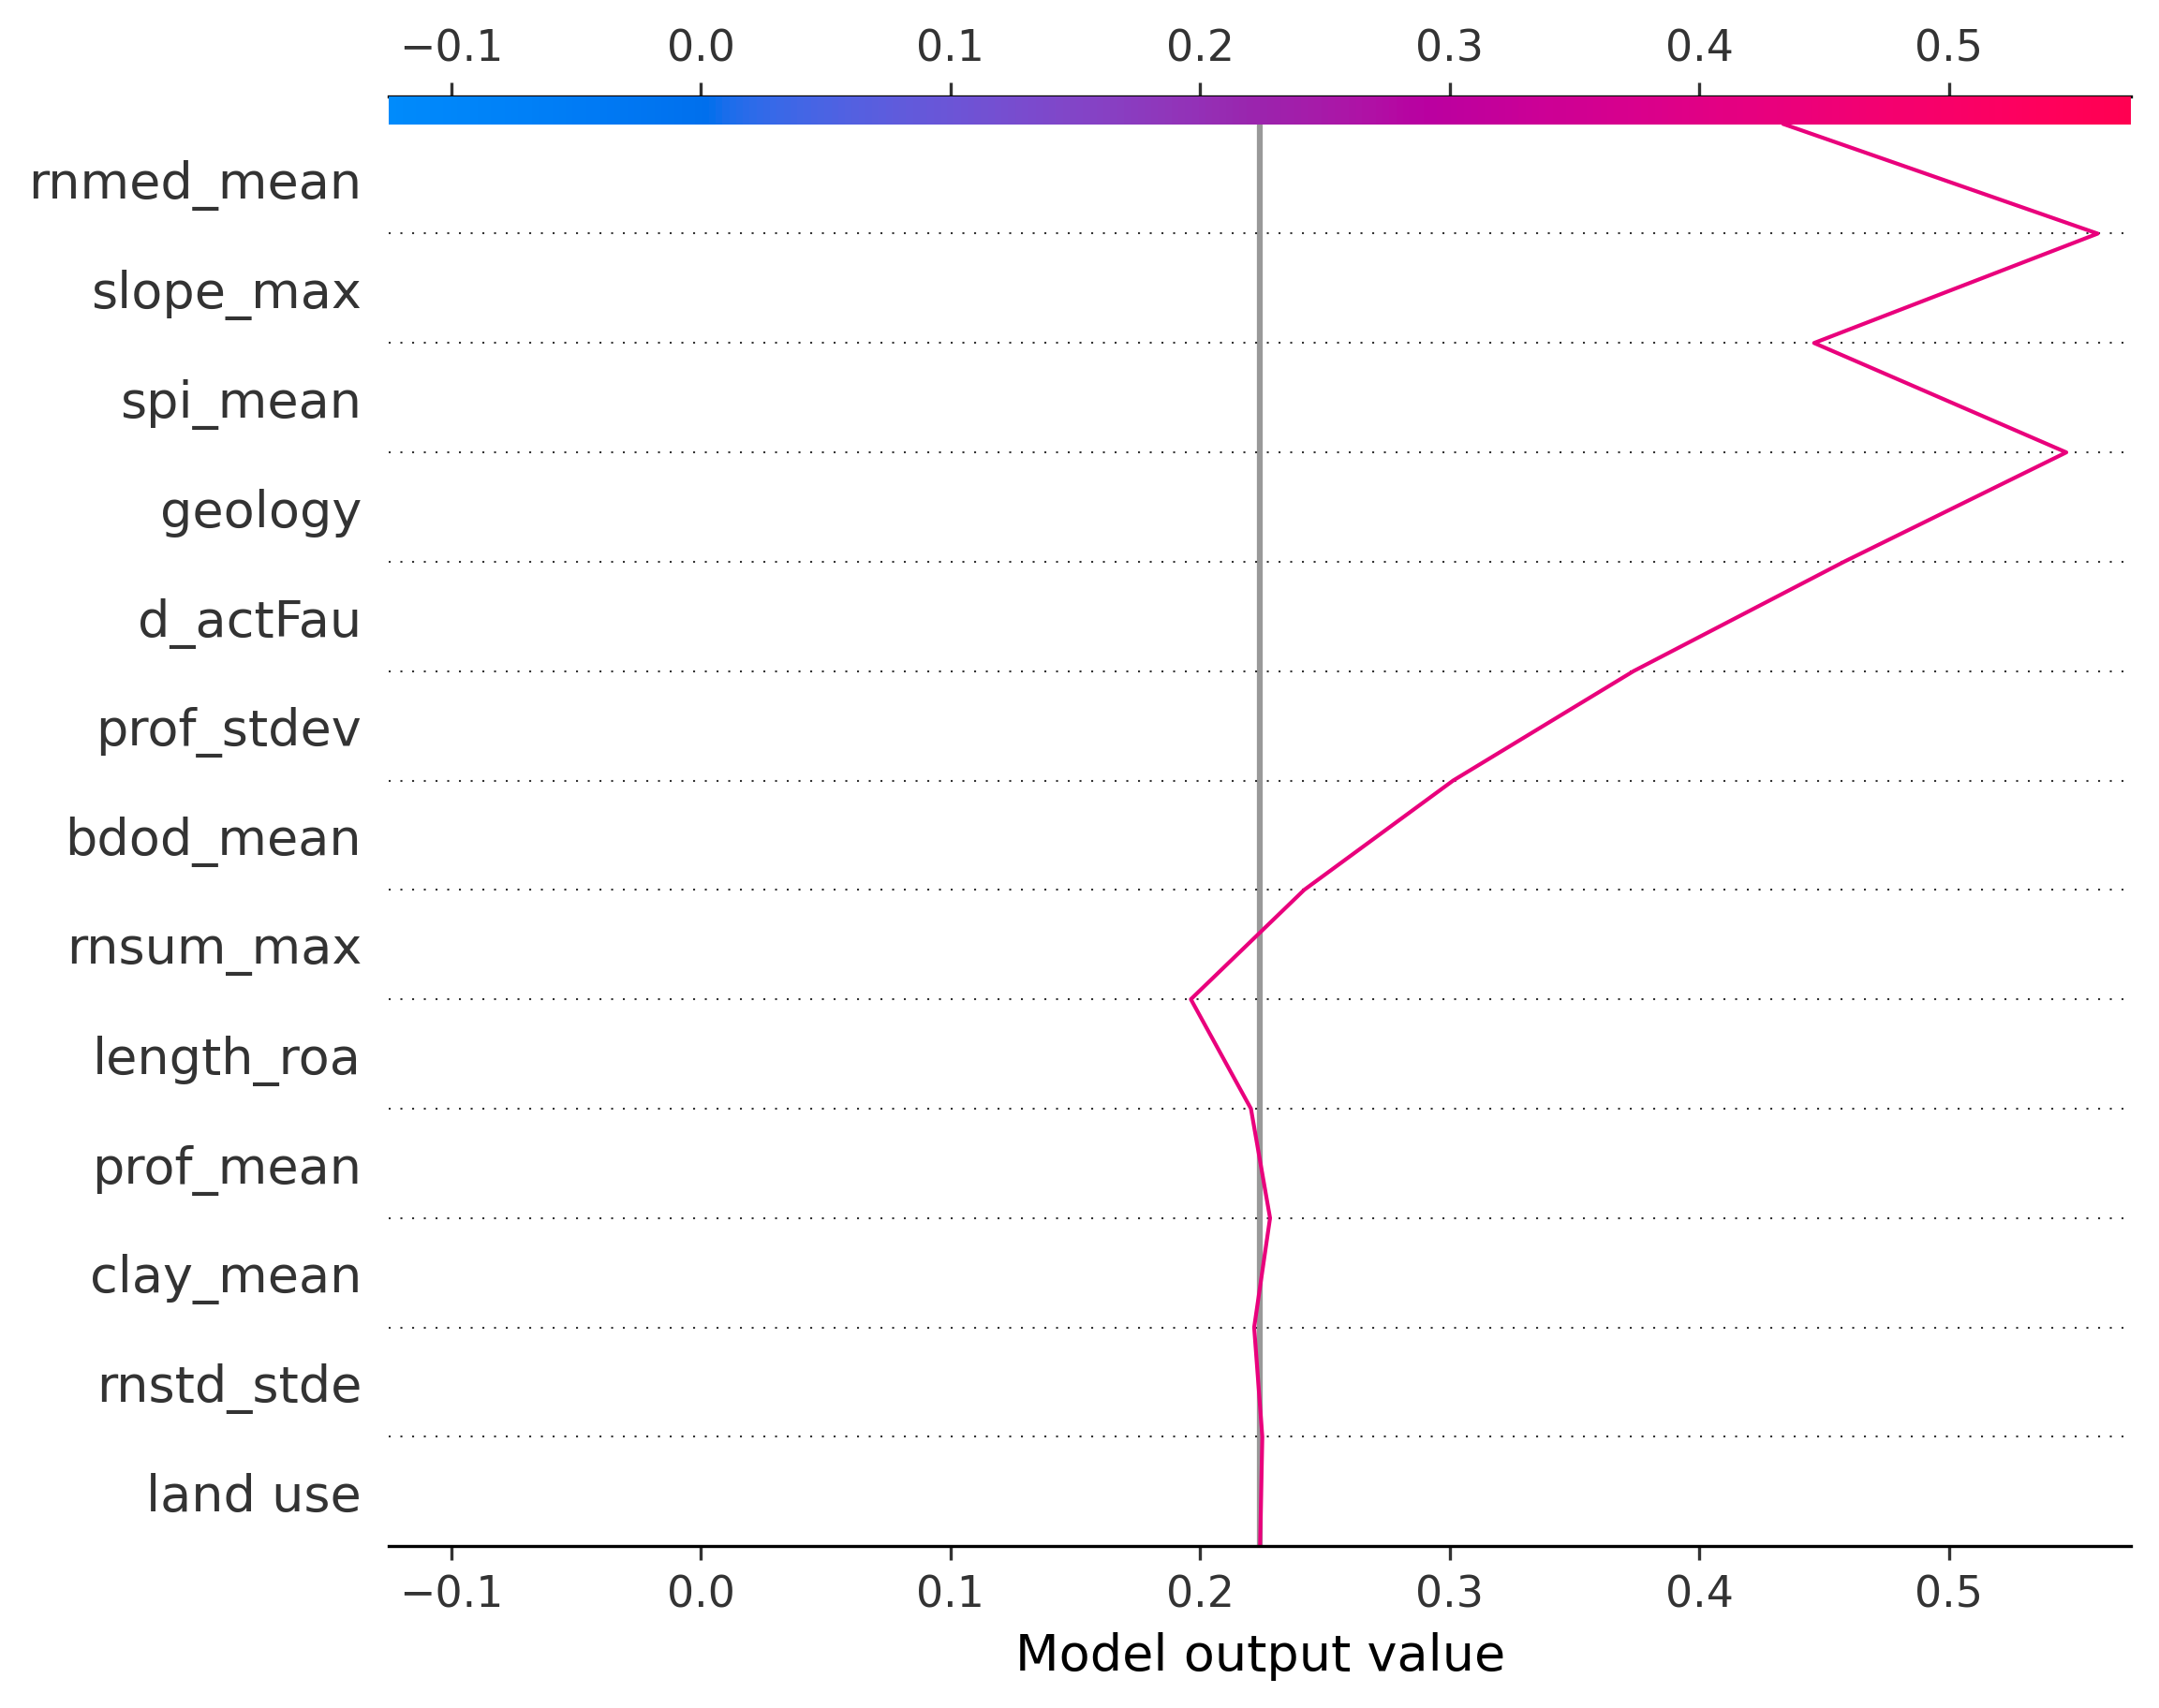 −0.1 0.0 0.1 0.2 0.3 0.4 0.5
rnmed_mean
slope_max
spi_mean
geology
d_actFau
prof_stdev
bdod_mean
rnsum_max
length_roa
prof_mean
clay_mean
rnstd_stde
land use
−0.1 0.0 0.1 0.2 0.3 0.4 0.5
Model output value